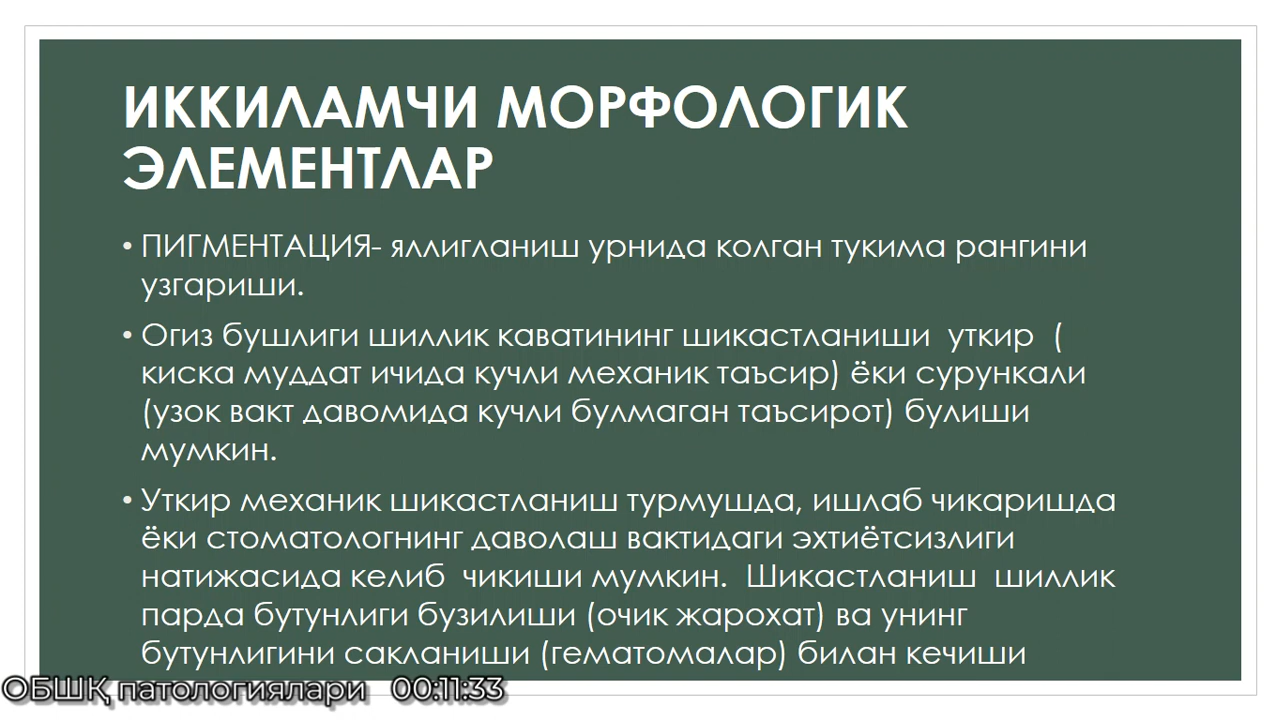 ИККИЛАМЧИ МОРФОЛОГИК
ЭЛЕМЕНТЛАР
• ПИГМЕНТАЦИЯ- яллигланиш урнида колган тукима рангини
узгариши.
• Огиз бушлиги шиллик каватининг шикастланиши уткир (
киска муддат ичида кучли механик таъсир) ёки сурункали
(узок вакт давомида кучли булмаган таъсирот) булиши
мумкин.
• Уткир механик шикастланиш турмушда, ишлаб чикаришда
ёки стоматологнинг даволаш вактидаги эхтиётсизлиги
натижасида келиб чикиши мумкин. Шикастланиш шиллик
парда бутунлиги бузилиши (очик жарохат) ва унинг
бутунлигини сакланиши (гематомалар) билан кечиши
ОБШҚ патологиялари 00:11:33